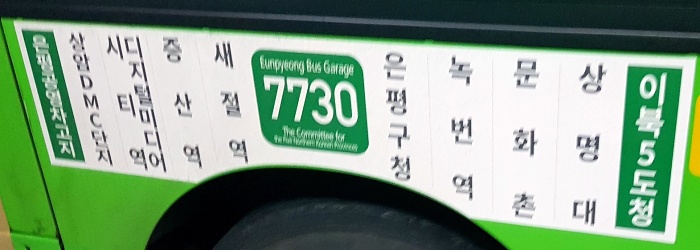 은평공영차고지
상암DMC단지
디지털미디어
시티역
증산역
새절역
Eunpyeong Bus Garage
7730
The Committee for
the Five Northern Korean Provinces
은평구청
녹번역
문화촌
상명대
이북5도청